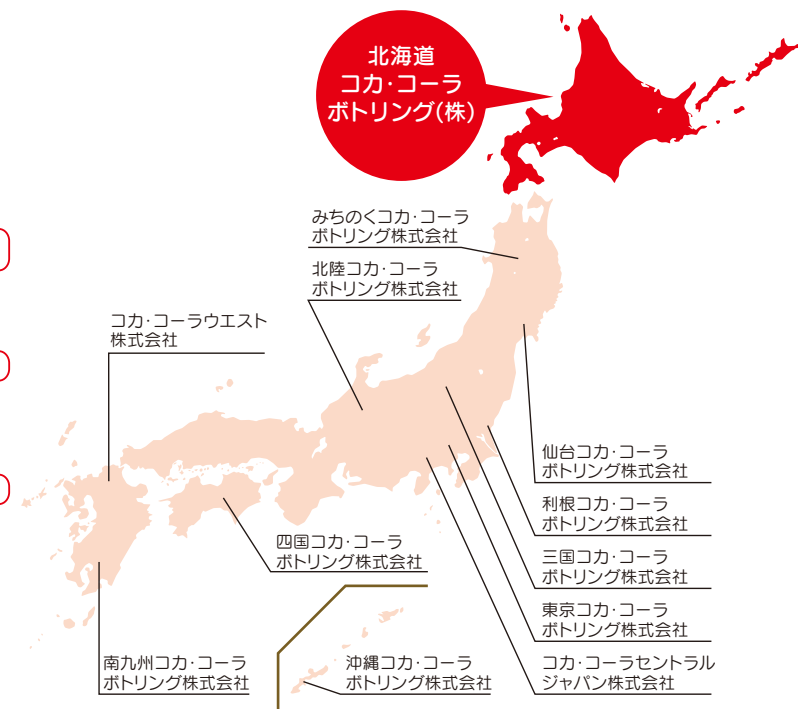 北海道
コカ・コーラ
ボトリング(株)
みちのくコカ・コーラ
ボトリング株式会社
北陸コカ・コーラ
ボトリング株式会社
コカ・コーラウエスト
株式会社
仙台コカ・コーラ
ボトリング株式会社
利根コカ・コーラ
ボトリング株式会社
三国コカ・コーラ
ボトリング株式会社
東京コカ・コーラ
ボトリング株式会社
コカ・コーラセントラル
ジャパン株式会社
四国コカ・コーラ
ボトリング株式会社
南九州コカ・コーラ
ボトリング株式会社
沖縄コカ・コーラ
ボトリング株式会社